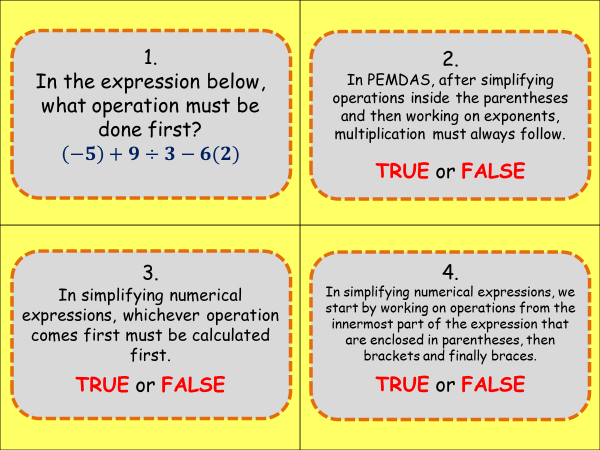 1.
In the expression below,
what operation must be
done first?
(−5) + 9 ÷ 3 − 6(2)
2.
In PEMDAS, after simplifying
operations inside the parentheses
and then working on exponents,
multiplication must always follow.
TRUE or FALSE
3.
In simplifying numerical
expressions, whichever operation
comes first must be calculated
first.
TRUE or FALSE
4.
In simplifying numerical expressions, we
start by working on operations from the
innermost part of the expression that
are enclosed in parentheses, then
brackets and finally braces.
TRUE or FALSE